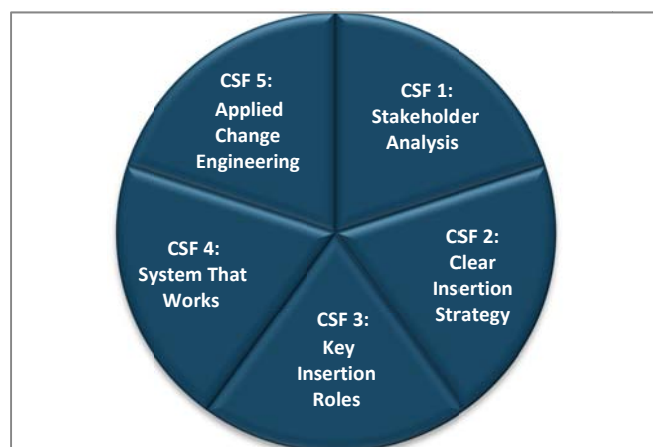 CSF 1:
Stakeholder
Analysis
CSF 2:
Clear
Insertion
Strategy
CSF 3:
Key
Insertion
Roles
CSF 4:
System That
Works
CSF 5:
Applied
Change
Engineering